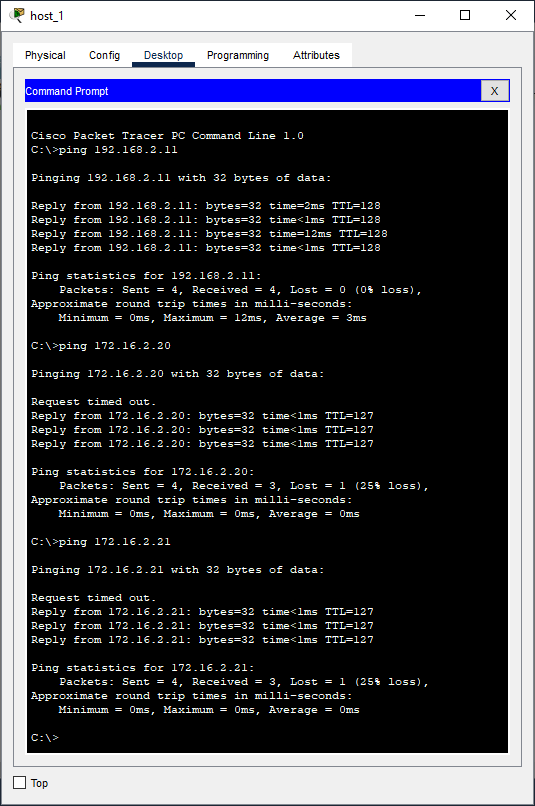 host_1
Physical Config Desktop Programming Attributes
Command Prompt X
Cisco Packet Tracer PC Command Line 1.0
C:\>ping 192.168.2.11
Pinging 192.168.2.11 with 32 bytes of data:
Reply from 192.168.2.11: bytes=32 time=2ms TTL=128
Reply from 192.168.2.11: bytes=32 time<1ms TTL=128
Reply from 192.168.2.11: bytes=32 time=12ms TTL=128
Reply from 192.168.2.11: bytes=32 time<1ms TTL=128
Ping statistics for 192.168.2.11:
Packets: Sent = 4, Received = 4, Lost = 0 (0% loss),
Approximate round trip times in milli-seconds:
Minimum = 0ms, Maximum = 12ms, Average = 3ms
C:\>ping 172.16.2.20
Pinging 172.16.2.20 with 32 bytes of data:
Request timed out.
Reply from 172.16.2.20: bytes=32 time<1ms TTL=127
Reply from 172.16.2.20: bytes=32 time<1ms TTL=127
Reply from 172.16.2.20: bytes=32 time<1ms TTL=127
Ping statistics for 172.16.2.20:
Packets: Sent = 4, Received = 3, Lost = 1 (25% loss),
Approximate round trip times in milli-seconds:
Minimum = 0ms, Maximum = 0ms, Average = 0ms
C:\>ping 172.16.2.21
Pinging 172.16.2.21 with 32 bytes of data:
Request timed out.
Reply from 172.16.2.21: bytes=32 time<1ms TTL=127
Reply from 172.16.2.21: bytes=32 time<1ms TTL=127
Reply from 172.16.2.21: bytes=32 time<1ms TTL=127
Ping statistics for 172.16.2.21:
Packets: Sent = 4, Received = 3, Lost = 1 (25% loss),
Approximate round trip times in milli-seconds:
Minimum = 0ms, Maximum = 0ms, Average = 0ms
C:\>
Top